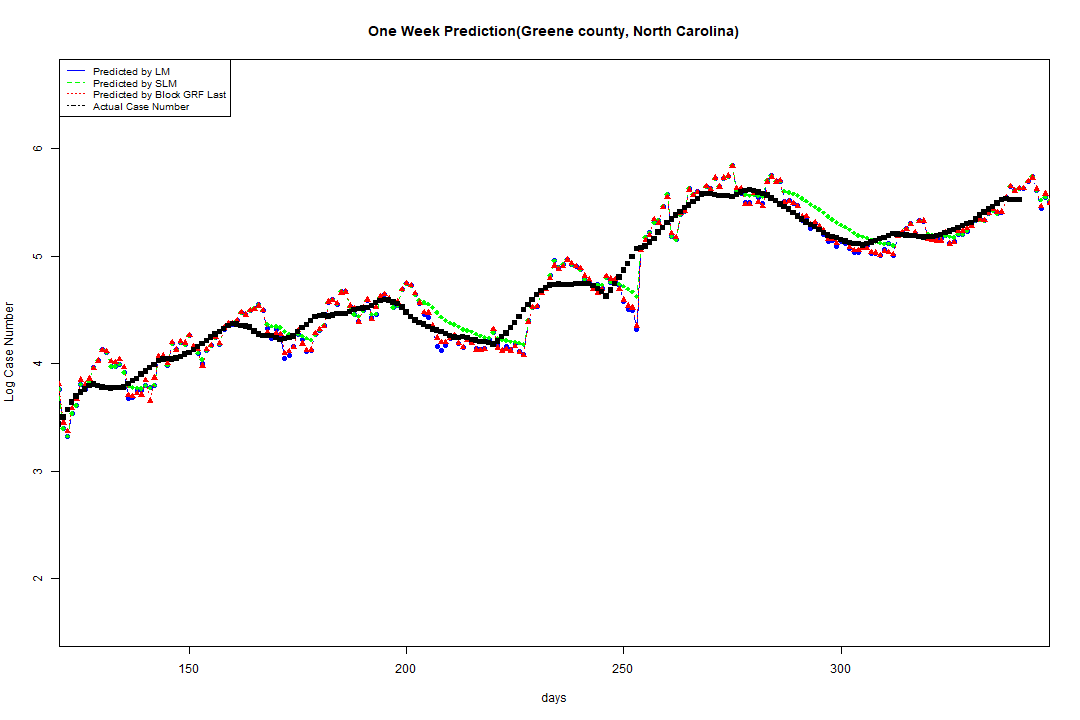 One Week Prediction(Greene county, North Carolina)
Predicted by LM
Predicted by SLM
Predicted by Block GRF Last
Actual Case Number
Log Case Number
6
5
4
3
2
150 200 250 300
days